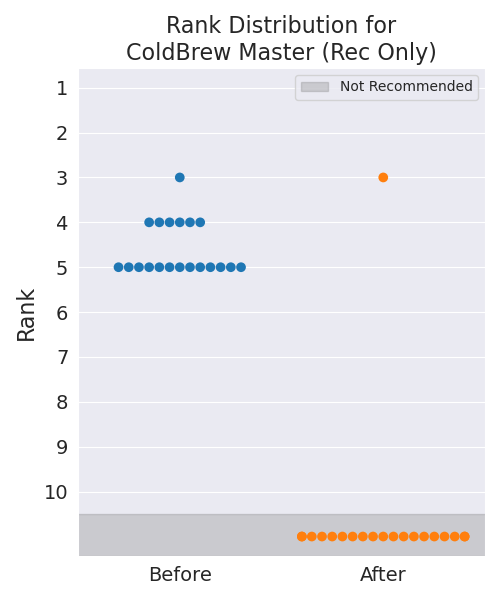 Rank Distribution for
ColdBrew Master (Rec Only)
Not Recommended
1
2
3
4
5
6
7
8
9
10
Rank
Before
After